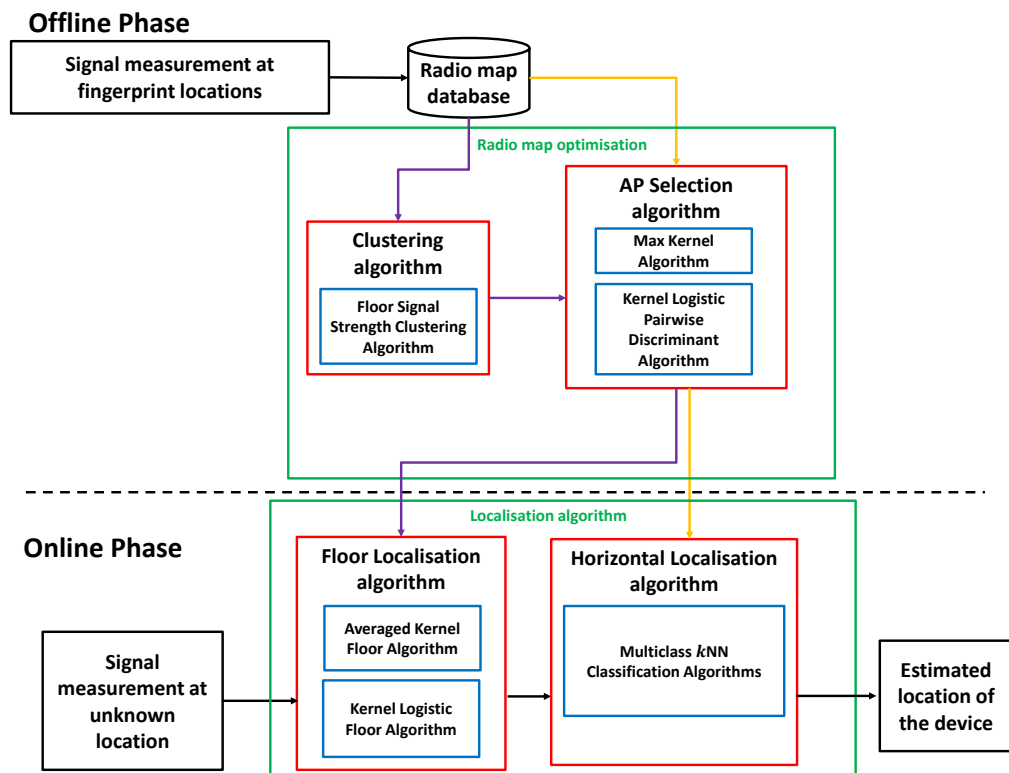 Offline Phase
Signal measurement at
fingerprint locations
Radio map
database
Radio map optimisation
AP Selection
algorithm
Max Kernel
Algorithm
Kernel Logistic
Pairwise
Discriminant
Algorithm
Clustering
algorithm
Floor Signal
Strength Clustering
Algorithm
Localisation algorithm
Online Phase
Floor Localisation
algorithm
Averaged Kernel
Floor Algorithm
Kernel Logistic
Floor Algorithm
Horizontal Localisation
algorithm
Multiclass kNN
Classification Algorithms
Signal
measurement at
unknown
location
Estimated
location of
the device